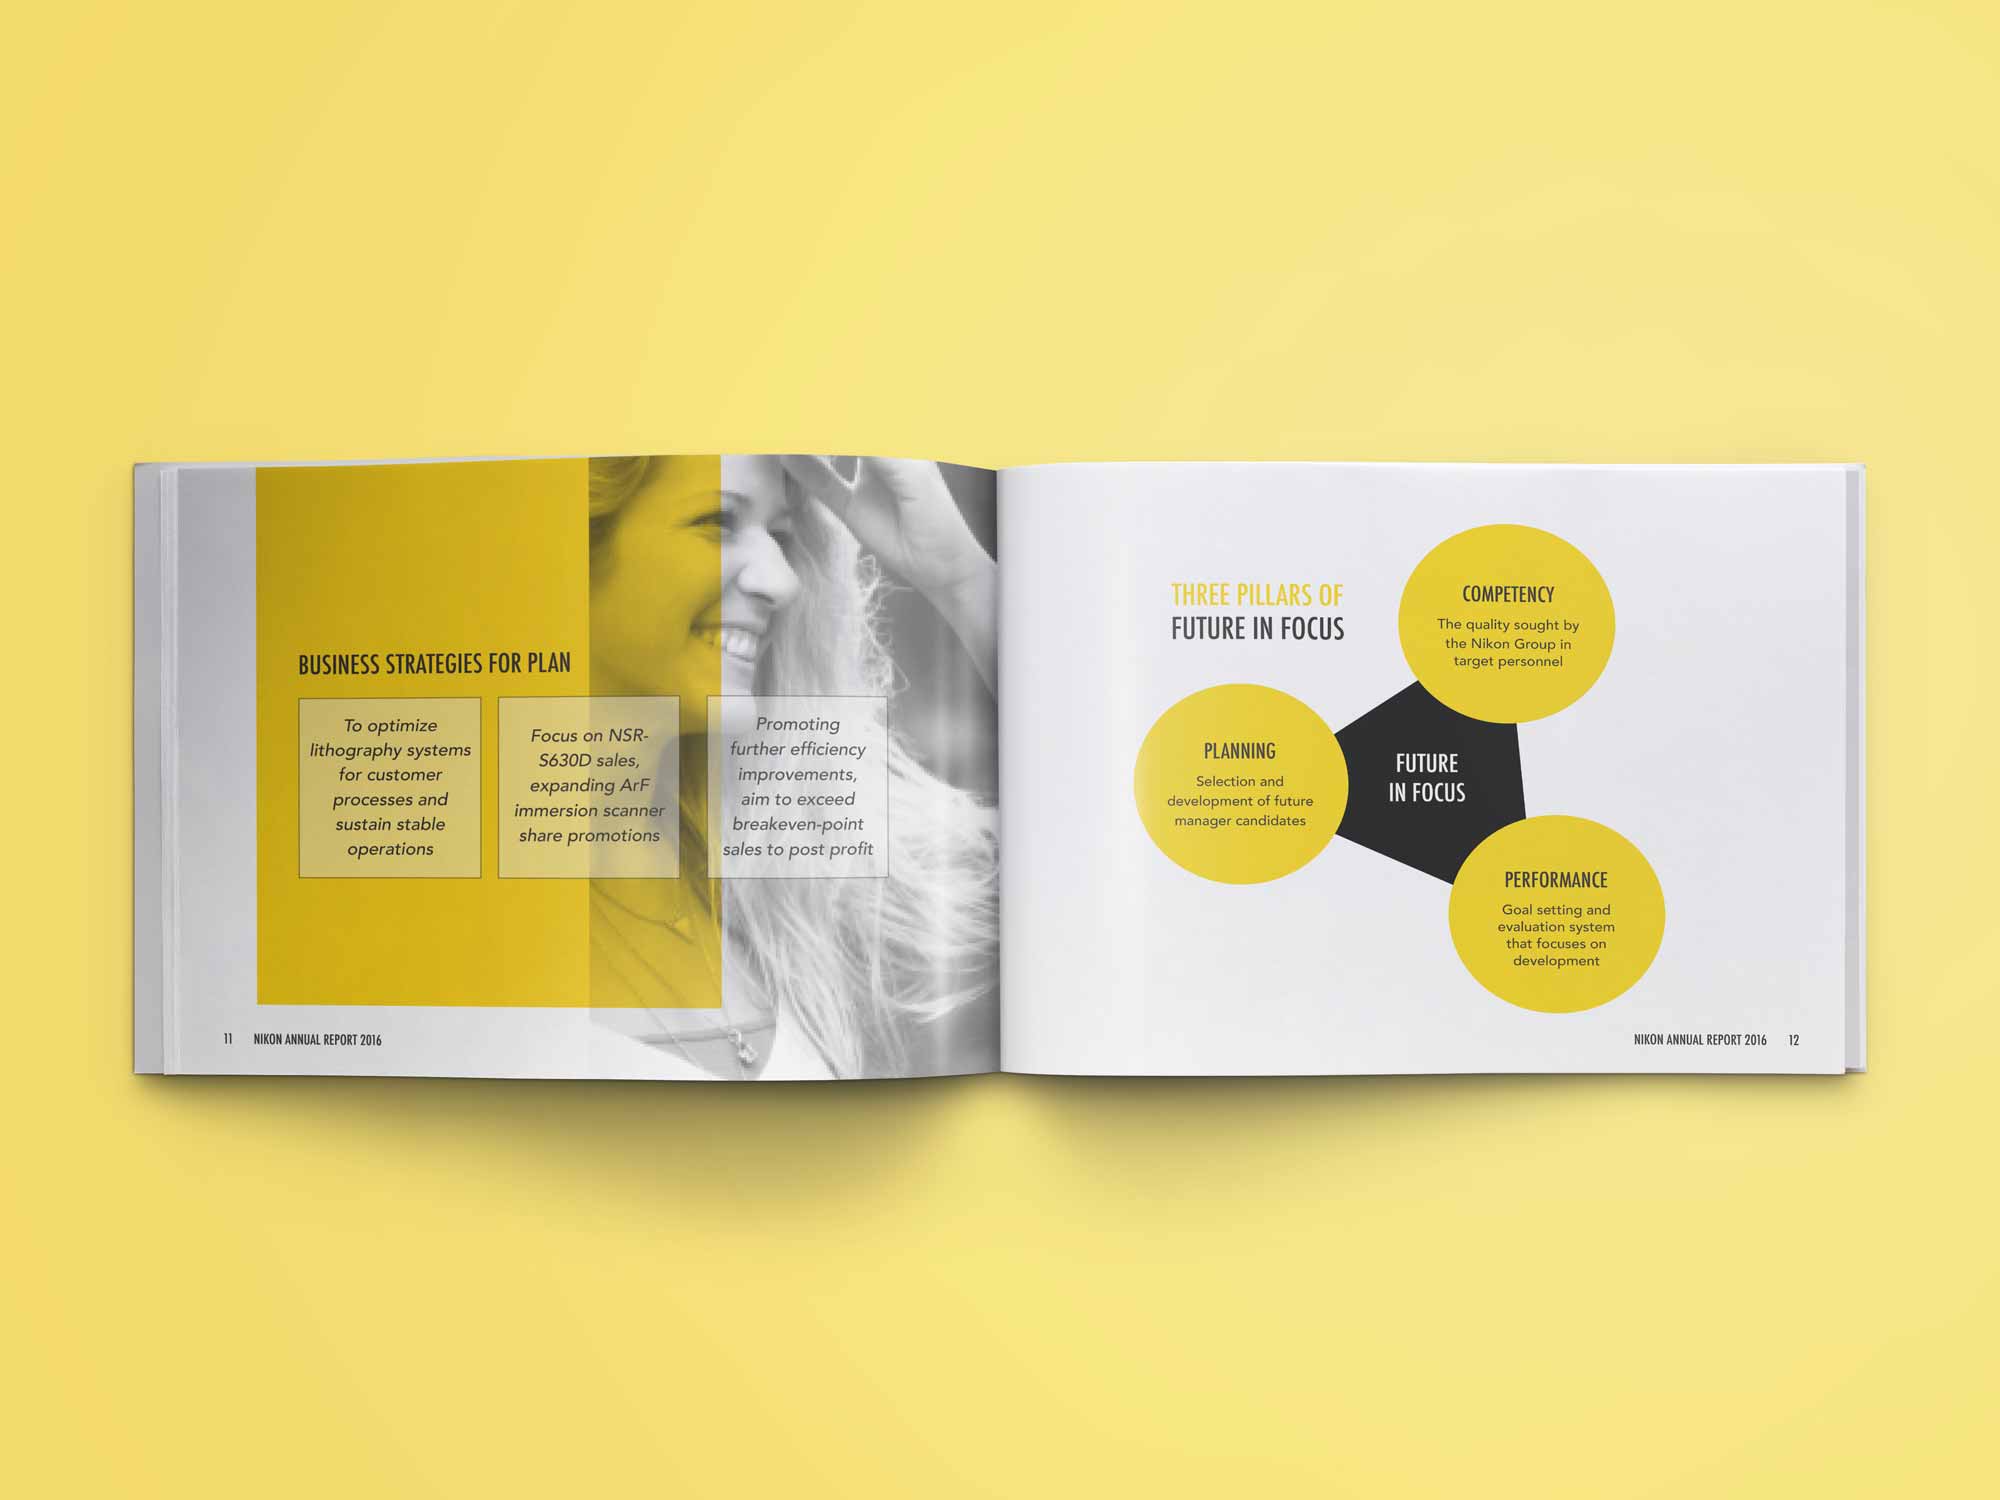 BUSINESS STRATEGIES FOR PLAN
To optimize
lithography systems
for customer
processes and
sustain stable
operations
Focus on NSR-
S630D sales,
expanding ArF
immersion scanner
share promotions
Promoting
further efficiency
improvements,
aim to exceed
breakeven-point
sales to post profit
11 NIKON ANNUAL REPORT 2016
THREE PILLARS OF
FUTURE IN FOCUS
COMPETENCY
The quality sought by
the Nikon Group in
target personnel
PLANNING
Selection and
development of future
manager candidates
FUTURE
IN FOCUS
PERFORMANCE
Goal setting and
evaluation system
that focuses on
development
NIKON ANNUAL REPORT 2016 12